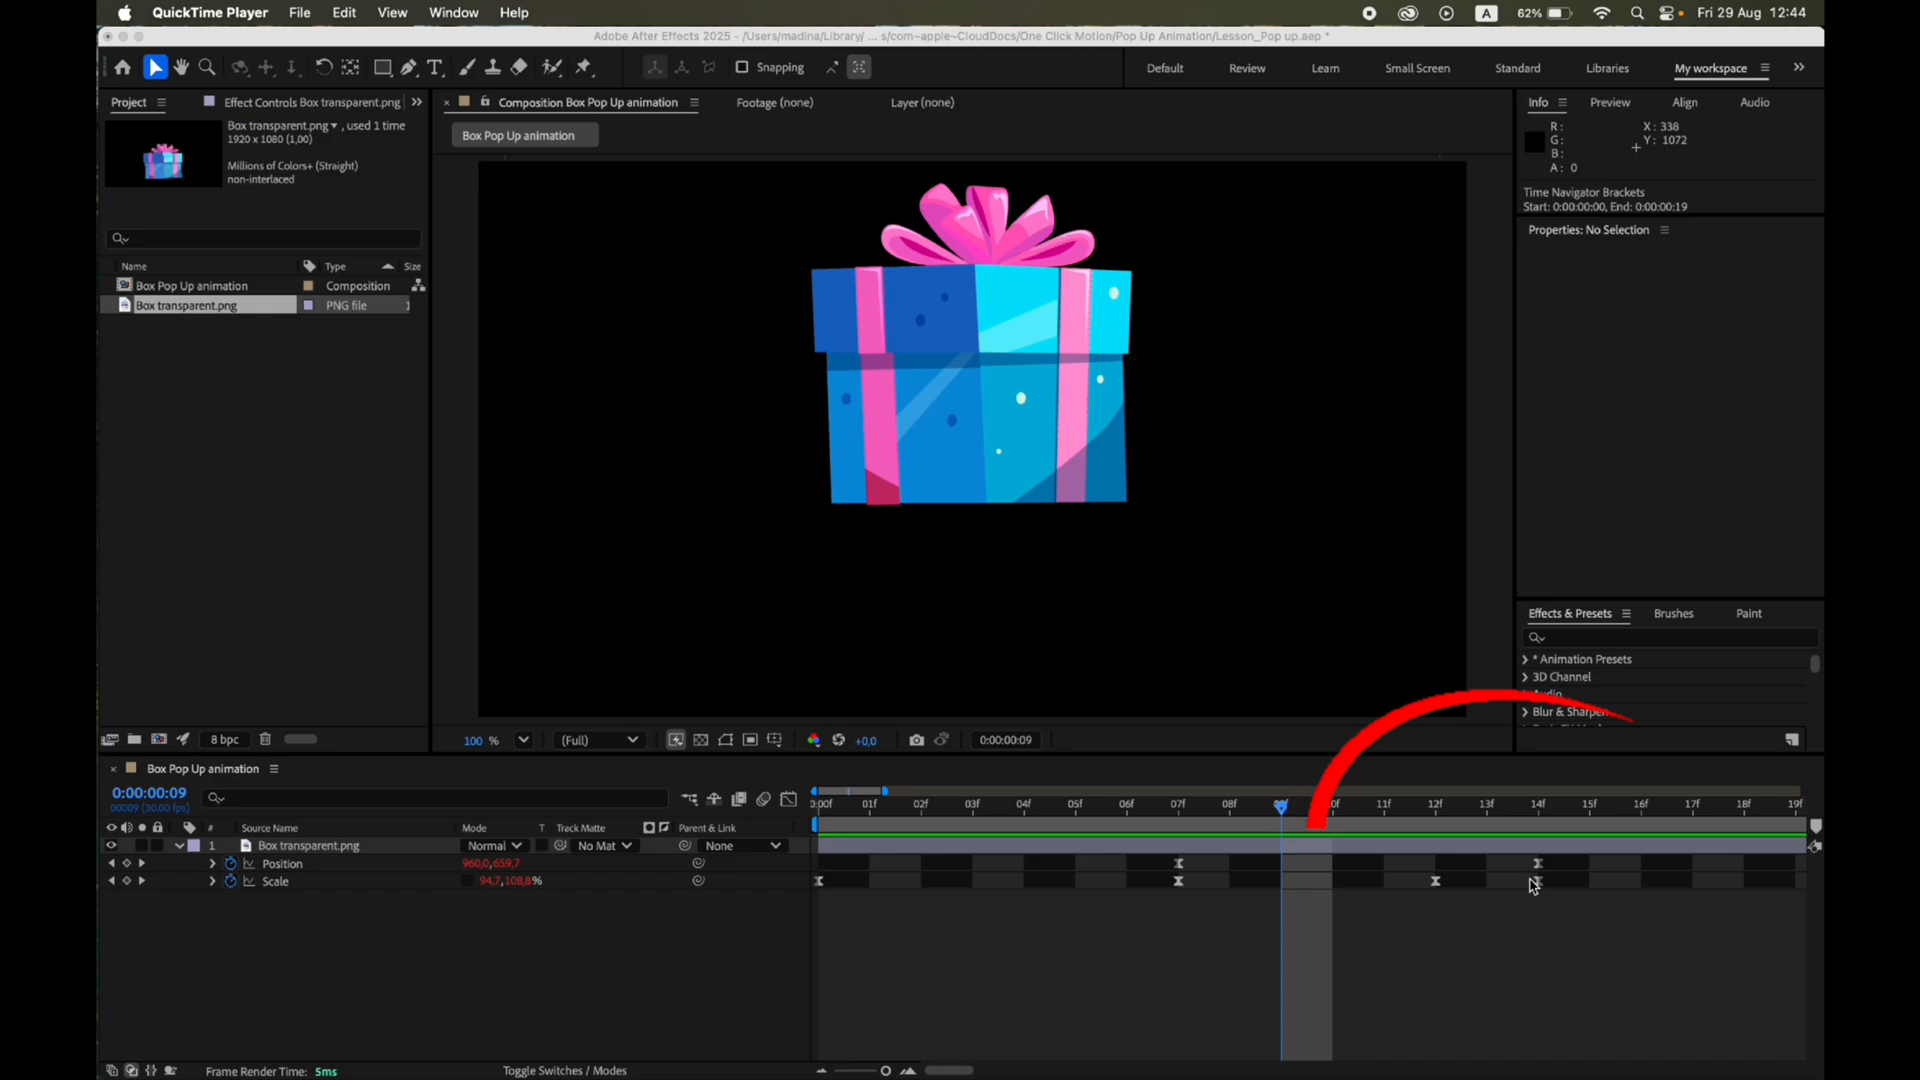 QuickTime Player File Edit View Window Help A 62% Fri 29 Aug 12:44
Adobe After Effects 2025 - /Users/madina/Library/ ... s/com~apple~CloudDocs/One Click Motion/Pop Up Animation/Lesson_Pop up.aep *
Snapping Default Review Learn Small Screen Standard Libraries My workspace
Project Effect Controls Box transparent.png Composition Box Pop Up animation Footage (none) Layer (none) Info Preview Align Audio
Box transparent.png, used 1 time
1920 x 1080 (1,00)
Millions of Colors+ (Straight)
non-interlaced
Box Pop Up animation
R: X: 338
G: Y: 1072
B:
A: 0
Time Navigator Brackets
Start: 0:00:00:00, End: 0:00:00:19
Properties: No Selection
Name Type Size
Box Pop Up animation Composition
Box transparent.png PNG file 1
Effects & Presets Brushes Paint
* Animation Presets
3D Channel
Audio
Blur & Sharpen
8 bpc 100 % (Full) +0,0 0:00:00:09
Box Pop Up animation
0:00:00:09
00009 (30.00 fps)
0:00f 01f 02f 03f 04f 05f 06f 07f 08f 11f 12f 13f 14f 15f 16f 17f 18f 19f
# Source Name Mode T Track Matte Parent & Link
1 Box transparent.png Normal No Mat None
Position 960,0,659,7
Scale 94,7,108,8%
Frame Render Time: 5ms Toggle Switches / Modes